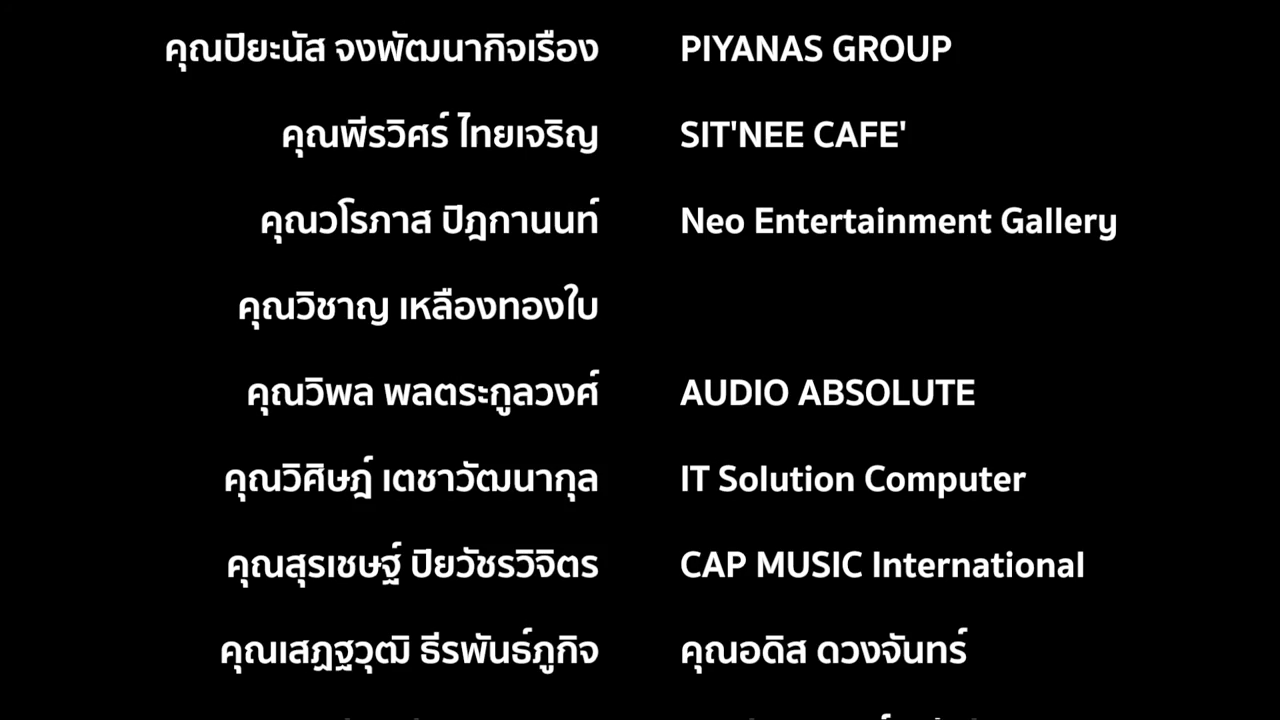 คุณปิยะนัส จงพัฒนากิจเรือง PIYANAS GROUP
คุณพีรวิศร์ ไทยเจริญ SIT'NEE CAFE'
คุณวโรภาส ปิฎกานนท์ Neo Entertainment Gallery
คุณวิชาญ เหลืองทองใบ
คุณวิพล พลตระกูลวงศ์ AUDIO ABSOLUTE
คุณวิศิษฎ์ เตชาวัฒนากุล IT Solution Computer
คุณสุรเชษฐ์ ปิยวัชรวิจิตร CAP MUSIC International
คุณเสฏฐวุฒิ ธีรพันธ์ภูกิจ คุณอดิส ดวงจันทร์